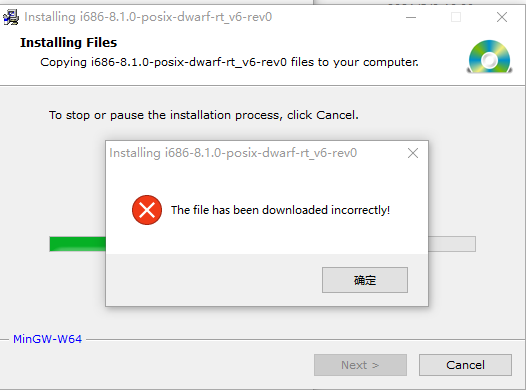 Installing i686-8.1.0-posix-dwarf-rt_v6-rev0
Installing Files
Copying i686-8.1.0-posix-dwarf-rt_v6-rev0 files to your computer.
To stop or pause the installation process, click Cancel.
Installing i686-8.1.0-posix-dwarf-rt_v6-rev0
The file has been downloaded incorrectly!
确定
MinGW-W64
Next >
Cancel